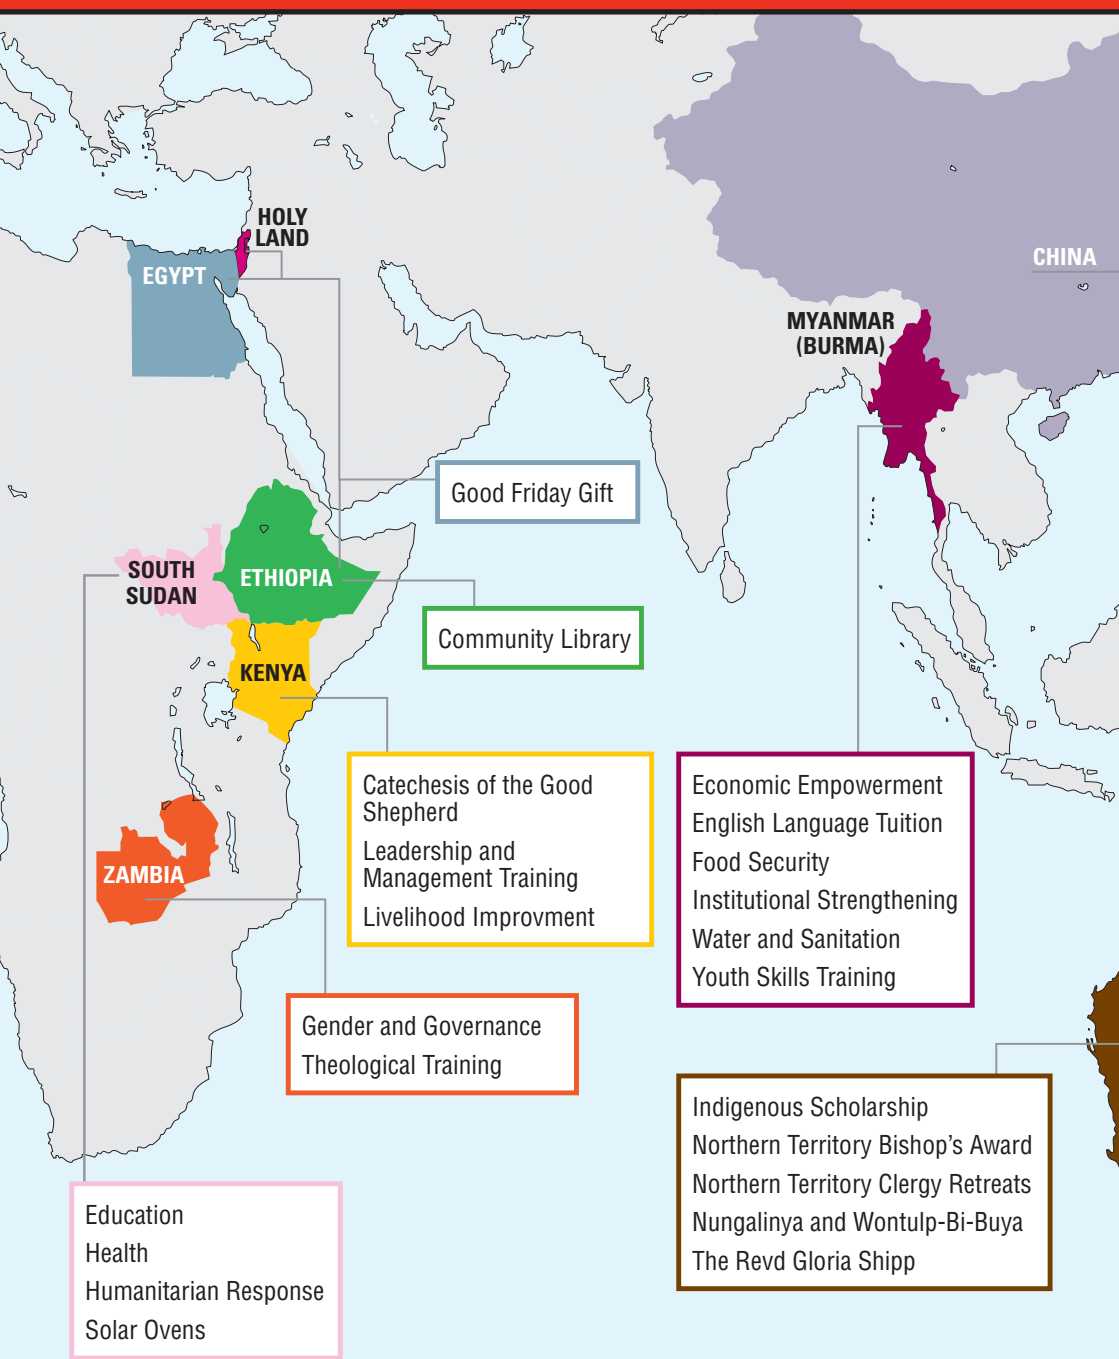 HOLY
LAND
EGYPT
CHINA
MYANMAR
(BURMA)
Good Friday Gift
SOUTH
SUDAN
ETHIOPIA
Community Library
KENYA
Catechesis of the Good
Shepherd
Leadership and
Management Training
Livelihood Improvment
Economic Empowerment
English Language Tuition
Food Security
Institutional Strengthening
Water and Sanitation
Youth Skills Training
ZAMBIA
Gender and Governance
Theological Training
Indigenous Scholarship
Northern Territory Bishop's Award
Northern Territory Clergy Retreats
Nungalinya and Wontulp-Bi-Buya
The Revd Gloria Shipp
Education
Health
Humanitarian Response
Solar Ovens